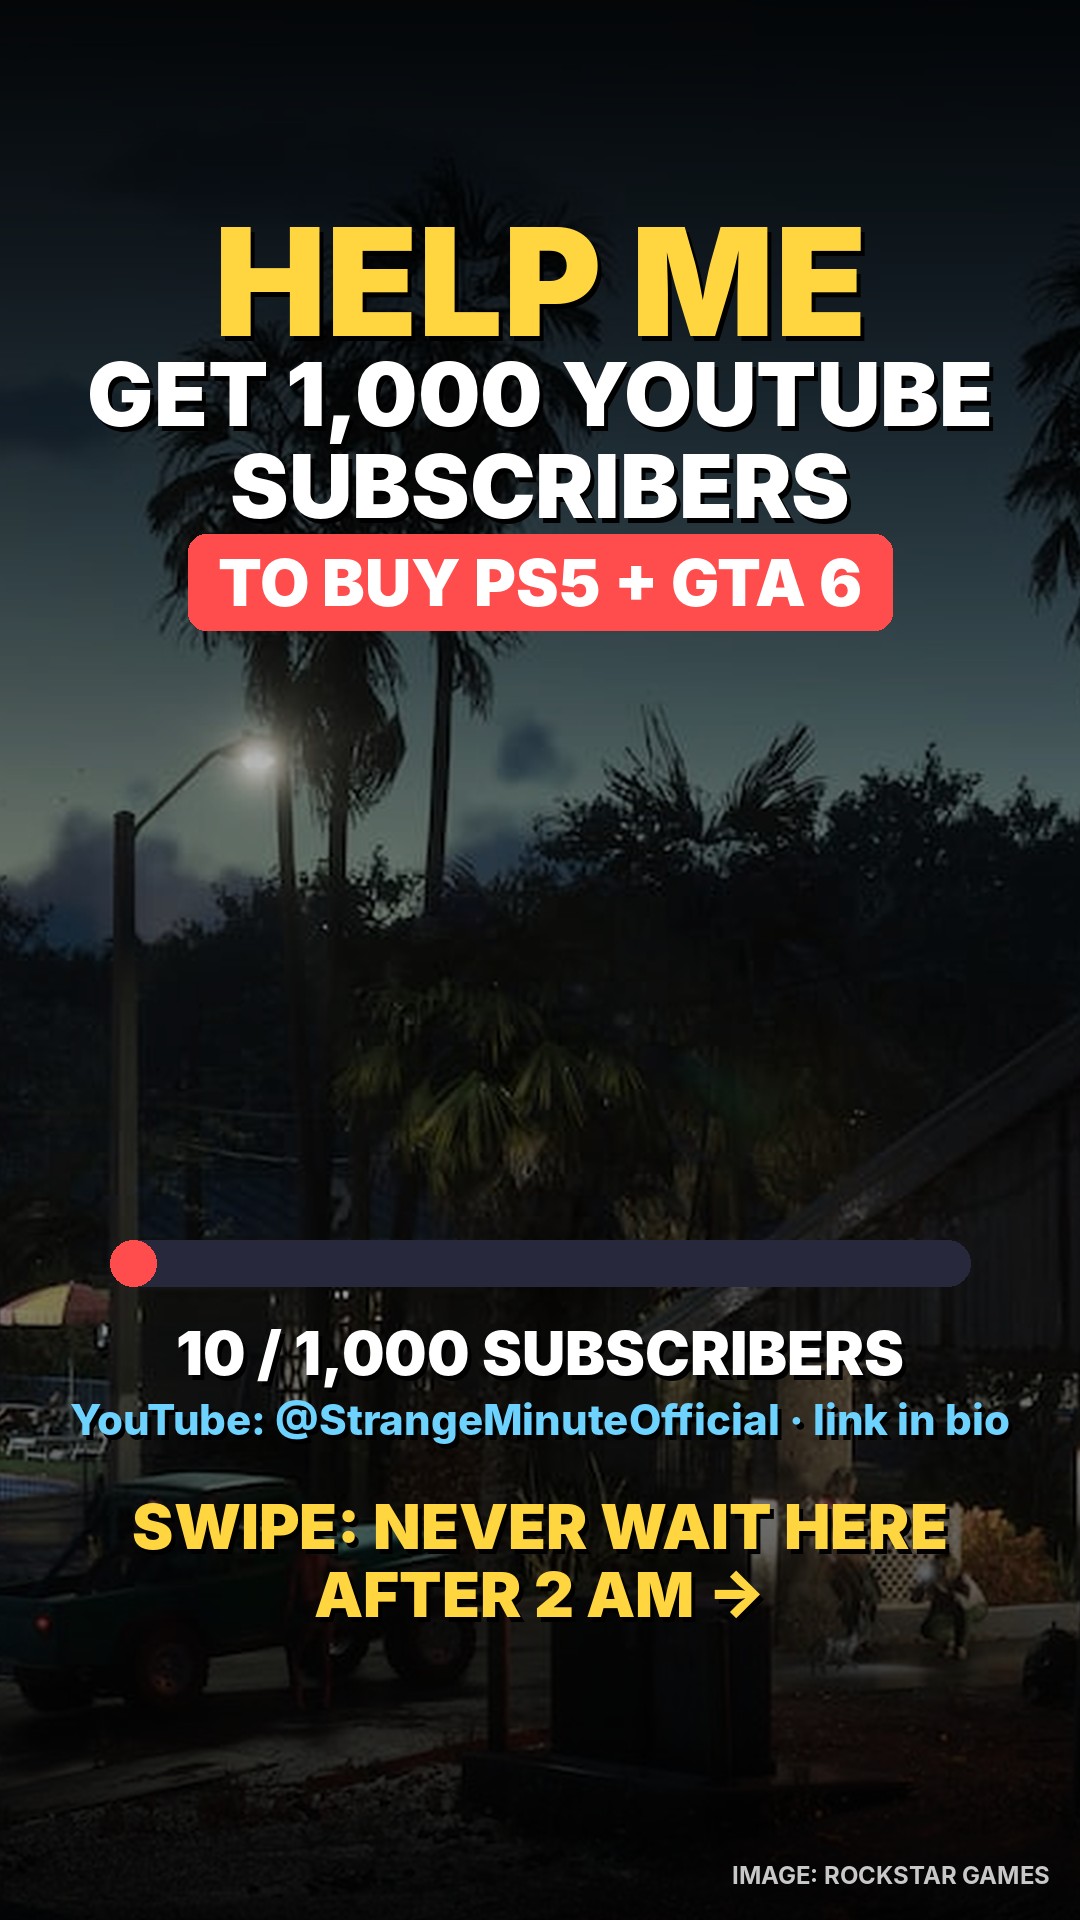 HELP ME
GET 1,000 YOUTUBE
SUBSCRIBERS
TO BUY PS5 + GTA 6
10 / 1,000 SUBSCRIBERS
YouTube: @StrangeMinuteOfficial · link in bio
SWIPE: NEVER WAIT HERE
AFTER 2 AM →
IMAGE: ROCKSTAR GAMES